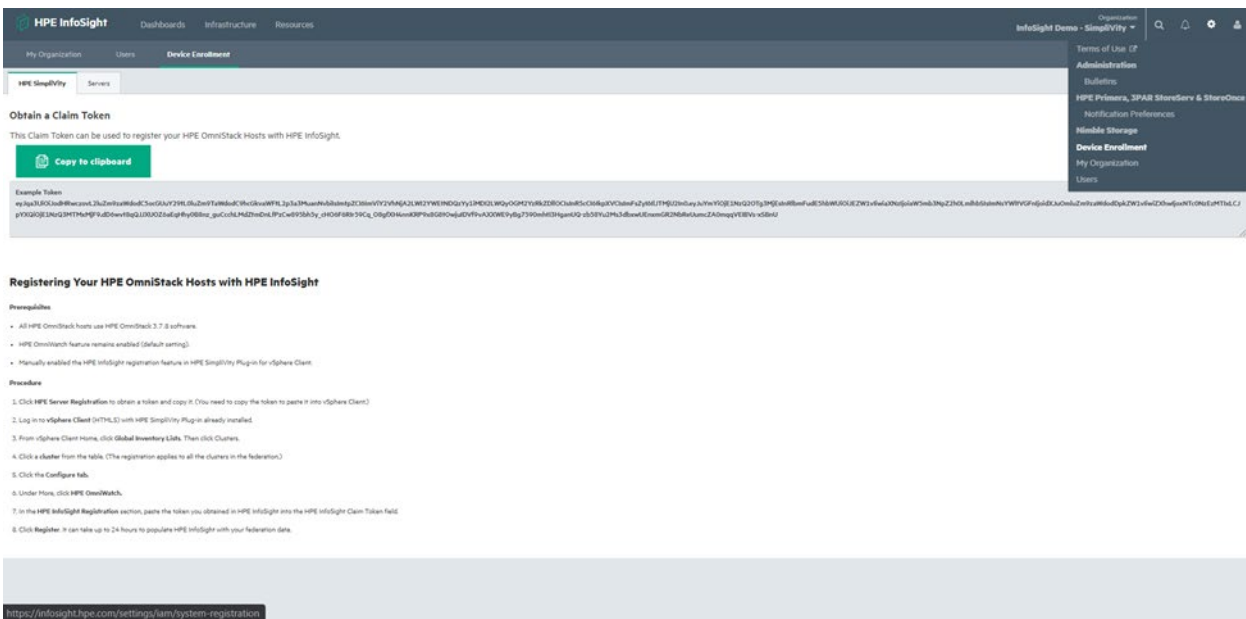 HPE InfoSight
Dashboards
Infrastructure
Resources
Organization
InfoSight Demo - SimpliVity
My Organization
Users
Device Enrollment
Terms of Use
Administration
Bulletins
HPE Primera, 3PAR StoreServ & StoreOnce
Notification Preferences
Nimble Storage
Device Enrollment
My Organization
Users
HPE SimpliVity
Servers
Obtain a Claim Token
This Claim Token can be used to register your HPE OmniStack Hosts with HPE InfoSight.
Copy to clipboard
Example Token
Registering Your HPE OmniStack Hosts with HPE InfoSight
Prerequisites
• All HPE OmniStack hosts use HPE OmniStack 3.7.8 software.
• HPE OmniWatch feature remains enabled (default setting).
• Manually enabled the HPE InfoSight registration feature in HPE SimpliVity Plug-in for vSphere Client.
Procedure
1. Click HPE Server Registration to obtain a token and copy it. (You need to copy the token to paste it into vSphere Client.)
2. Log in to vSphere Client (HTML5) with HPE SimpliVity Plug-in already installed.
3. From vSphere Client Home, click Global Inventory Lists. Then click Clusters.
4. Click a cluster from the table. (The registration applies to all the clusters in the federation.)
5. Click the Configure tab.
6. Under More, click HPE OmniWatch.
7. In the HPE InfoSight Registration section, paste the token you obtained in HPE InfoSight into the HPE InfoSight Claim Token field.
8. Click Register. It can take up to 24 hours to populate HPE InfoSight with your federation data.
https://infosight.hpe.com/settings/iam/system-registration